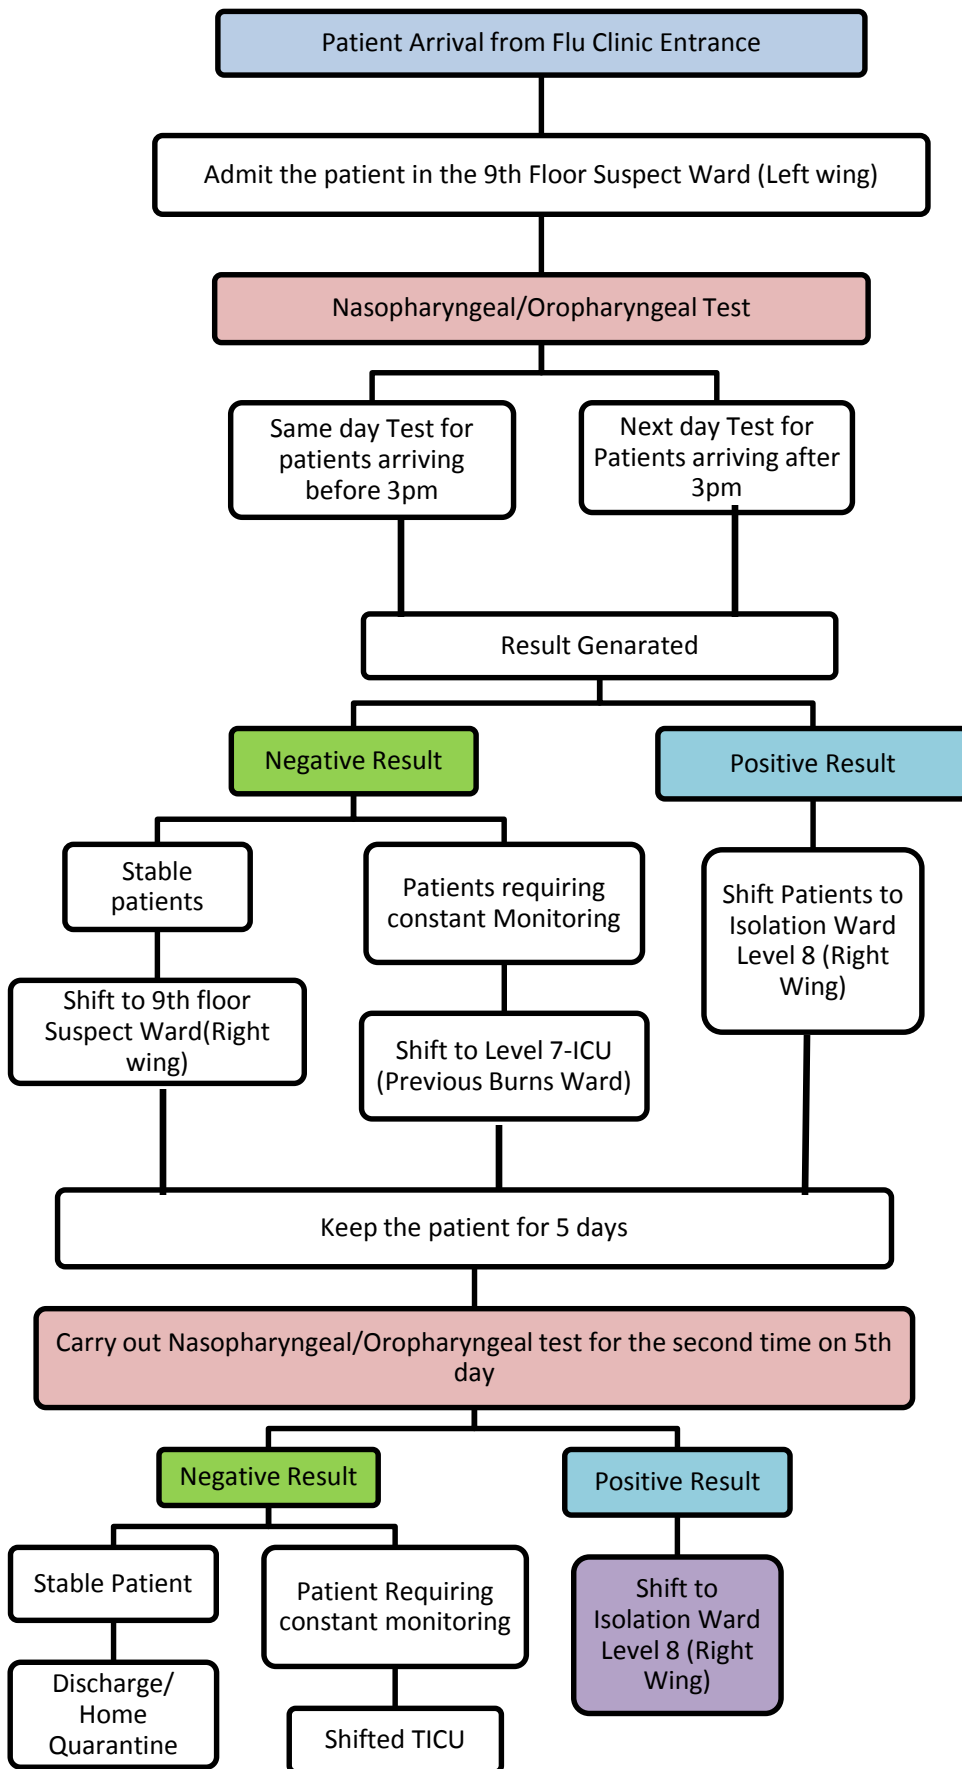 Patient Arrival from Flu Clinic Entrance
Admit the patient in the 9th Floor Suspect Ward (Left wing)
Nasopharyngeal/Oropharyngeal Test
Same day Test for
patients arriving
before 3pm
Next day Test for
Patients arriving after
3pm
Result Genarated
Negative Result
Positive Result
Stable
patients
Patients requiring
constant Monitoring
Shift Patients to
Isolation Ward
Level 8 (Right
Wing)
Shift to 9th floor
Suspect Ward(Right
wing)
Shift to Level 7-ICU
(Previous Burns Ward)
Keep the patient for 5 days
Carry out Nasopharyngeal/Oropharyngeal test for the second time on 5th
day
Negative Result
Positive Result
Stable Patient
Patient Requiring
constant monitoring
Shift to
Isolation Ward
Level 8 (Right
Wing)
Discharge/
Home
Quarantine
Shifted TICU